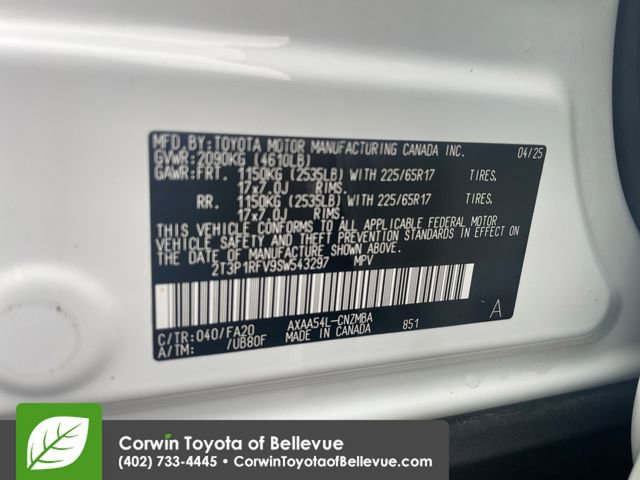 MFD. BY: TOYOTA MOTOR MANUFACTURING CANADA INC. 04/25
GVWR: 2090KG (4610LB)
GAWR: FRT. 1150KG (2535LB) WITH 225/65R17 TIRES,
17x7.0J RIMS.
RR. 1150KG (2535LB) WITH 225/65R17 TIRES,
17x7.0J RIMS.
THIS VEHICLE CONFORMS TO ALL APPLICABLE FEDERAL MOTOR
VEHICLE SAFETY AND THEFT PREVENTION STANDARDS IN EFFECT ON
THE DATE OF MANUFACTURE SHOWN ABOVE.
2T3P1RFV9SW543297 MPV
C/TR: 040/FA20 AXAA54L-CNZMBA 851 A
A/TM: /UB80F MADE IN CANADA
Corwin Toyota of Bellevue
(402) 733-4445 • CorwinToyotaofBellevue.com